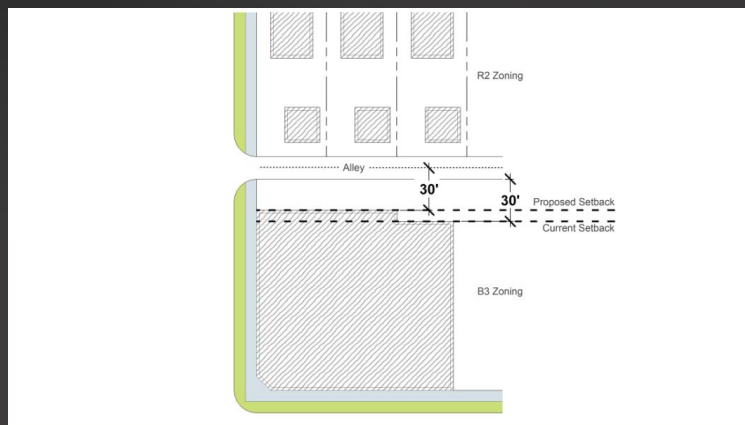 R2 Zoning
Alley
30'
30'
Proposed Setback
Current Setback
B3 Zoning